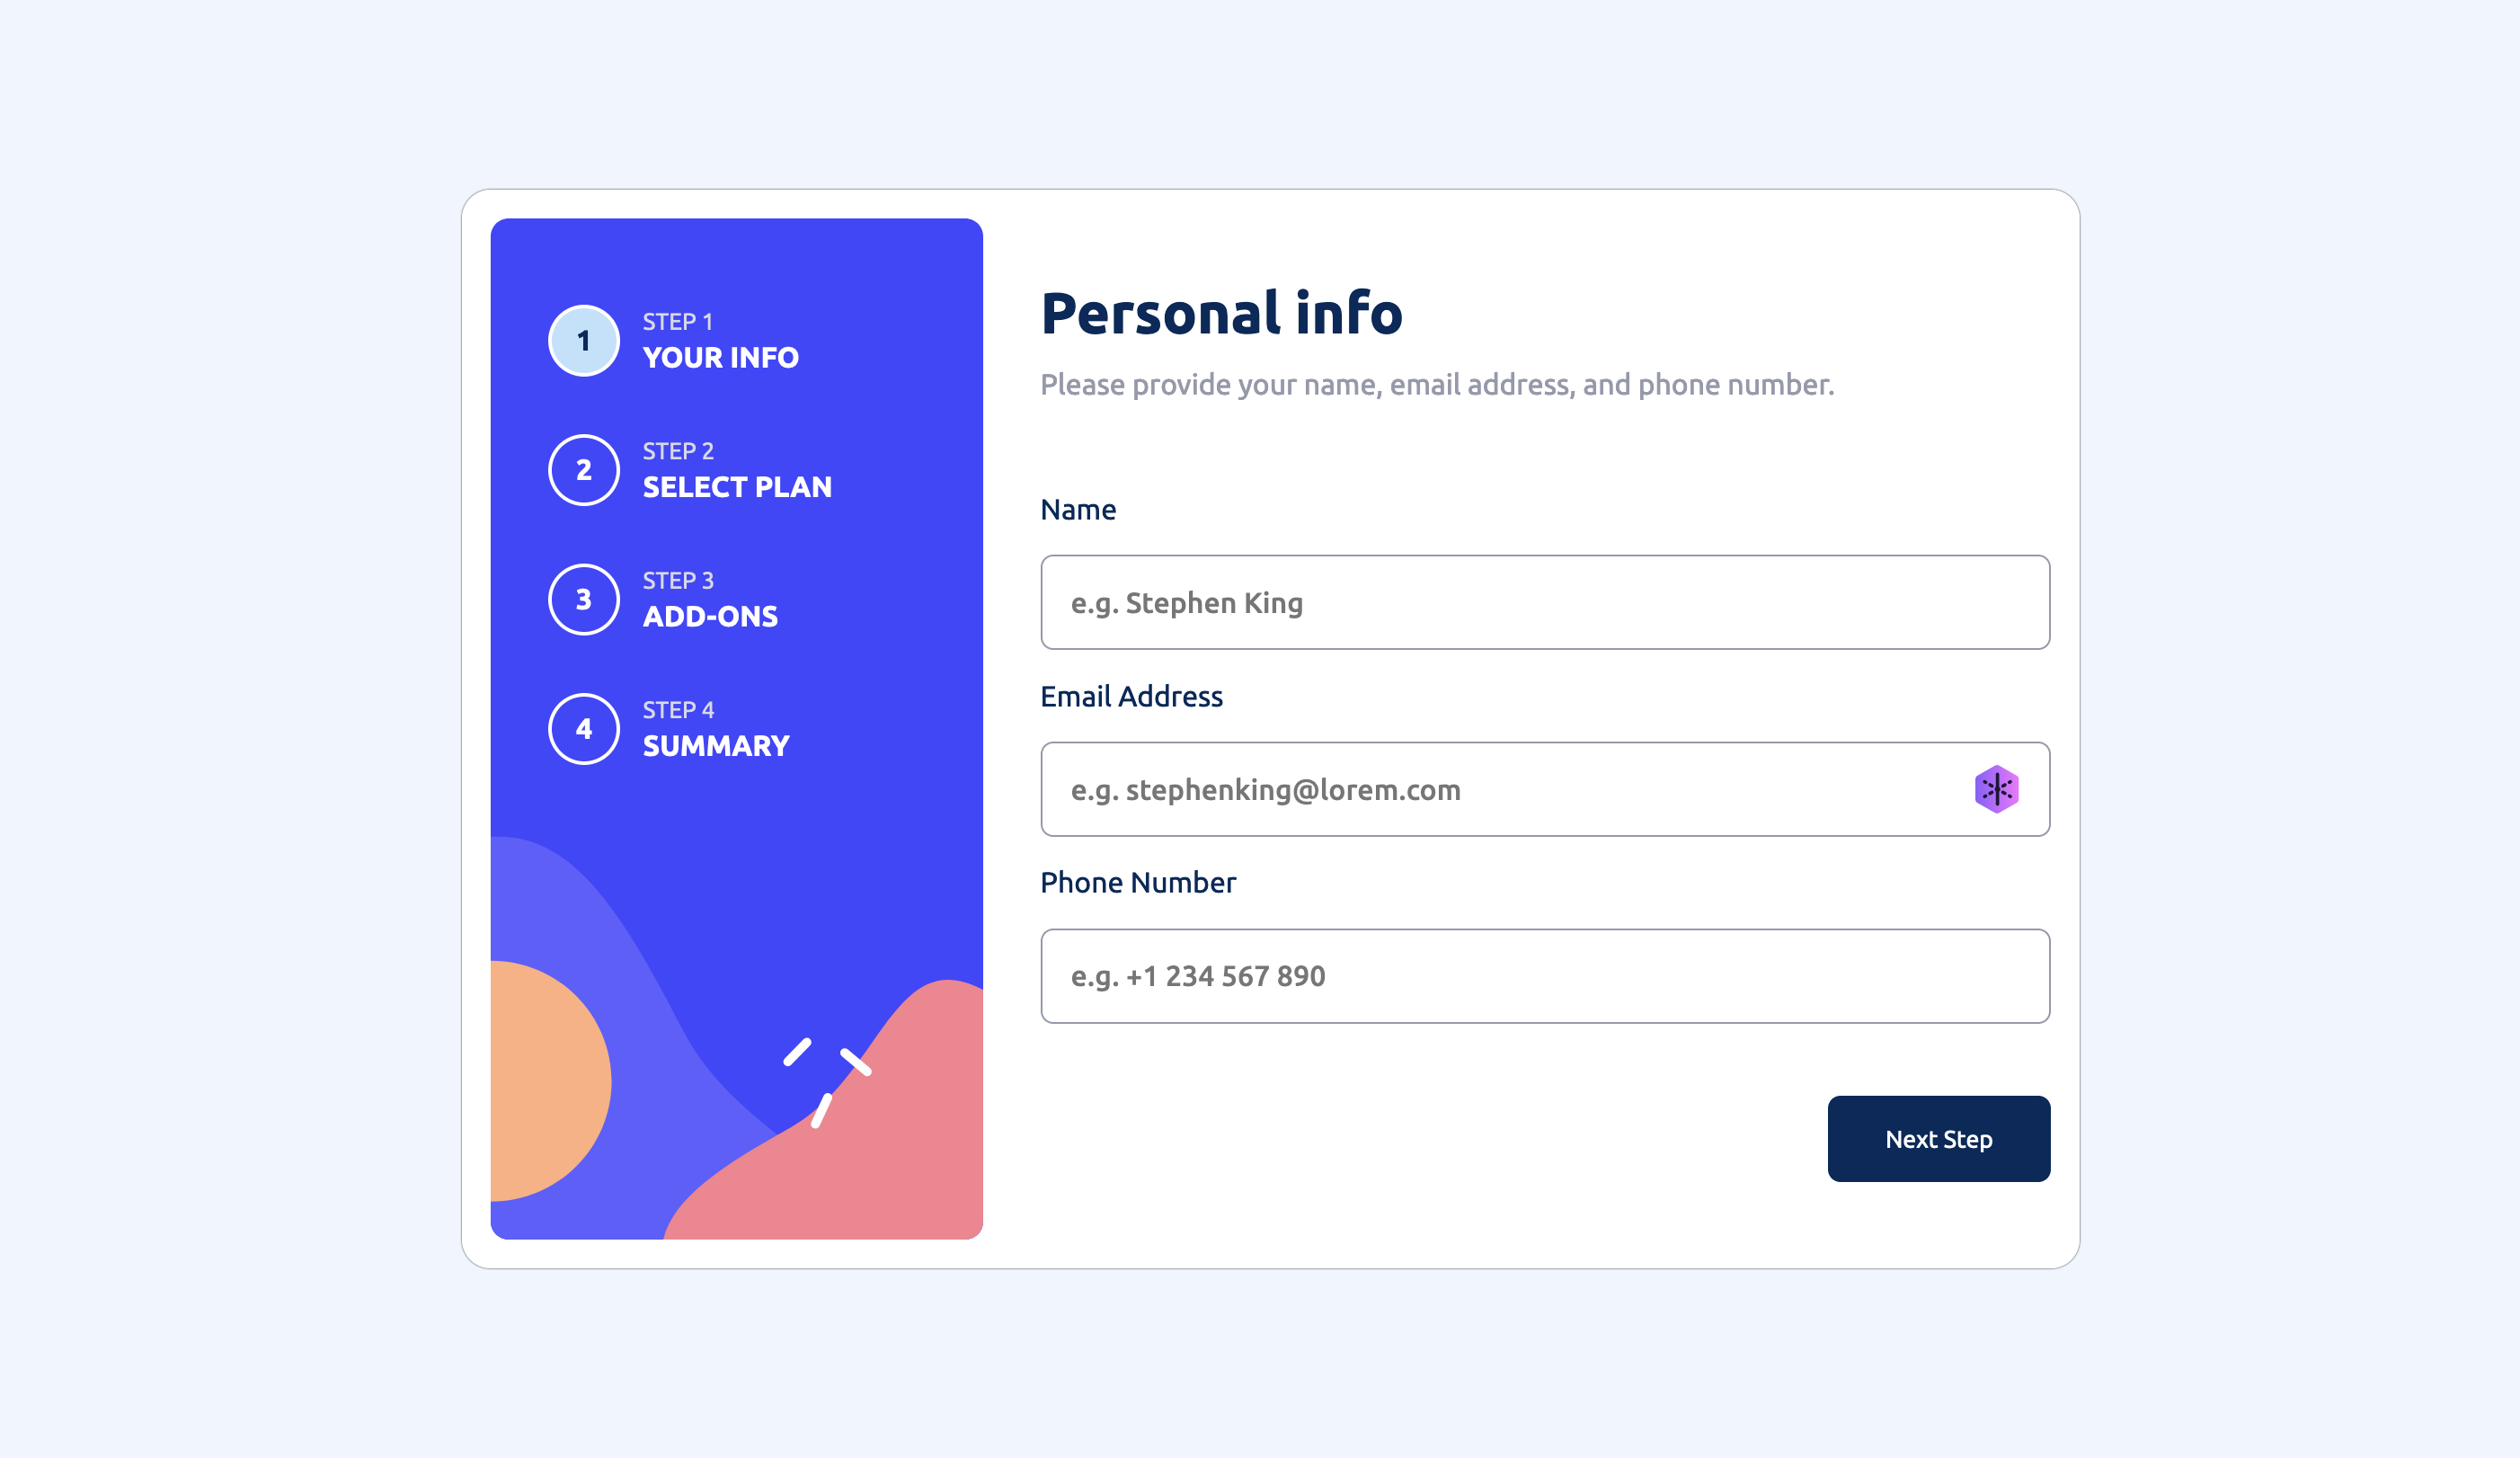 1
STEP 1
YOUR INFO
2
STEP 2
SELECT PLAN
3
STEP 3
ADD-ONS
4
STEP 4
SUMMARY
Personal info
Please provide your name, email address, and phone number.
Name
e.g. Stephen King
Email Address
e.g. stephenking@lorem.com
Phone Number
e.g. +1 234 567 890
Next Step